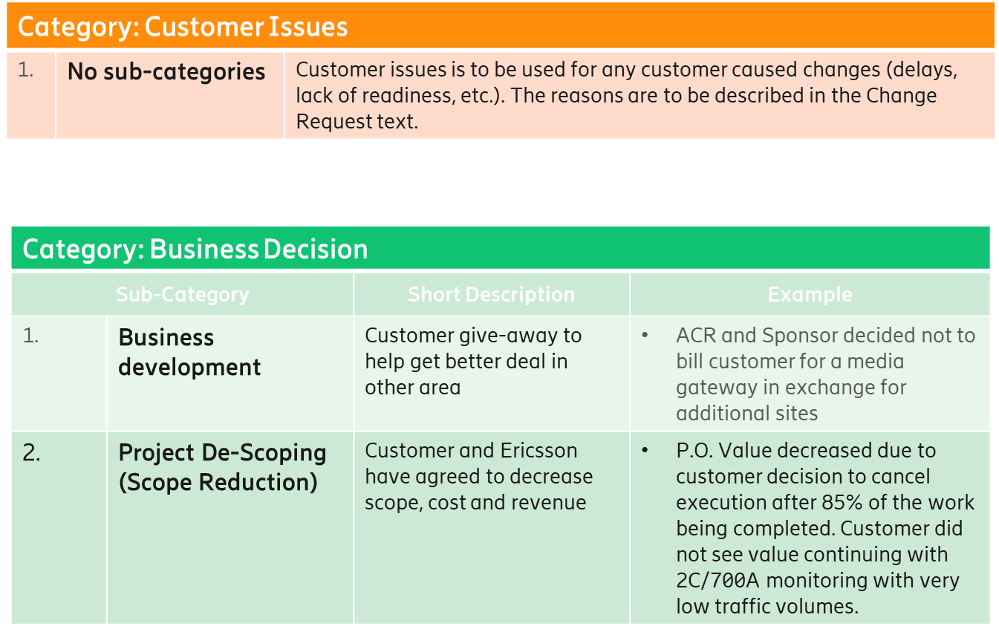 Category: Customer Issues
1.
No sub-categories
Customer issues is to be used for any customer caused changes (delays,
lack of readiness, etc.). The reasons are to be described in the Change
Request text.
Category: Business Decision
Sub-Category
Short Description
Example
1.
Business
development
Customer give-away to
help get better deal in
other area
• ACR and Sponsor decided not to
bill customer for a media
gateway in exchange for
additional sites
2.
Project De-Scoping
(Scope Reduction)
Customer and Ericsson
have agreed to decrease
scope, cost and revenue
• P.O. Value decreased due to
customer decision to cancel
execution after 85% of the work
being completed. Customer did
not see value continuing with
2C/700A monitoring with very
low traffic volumes.